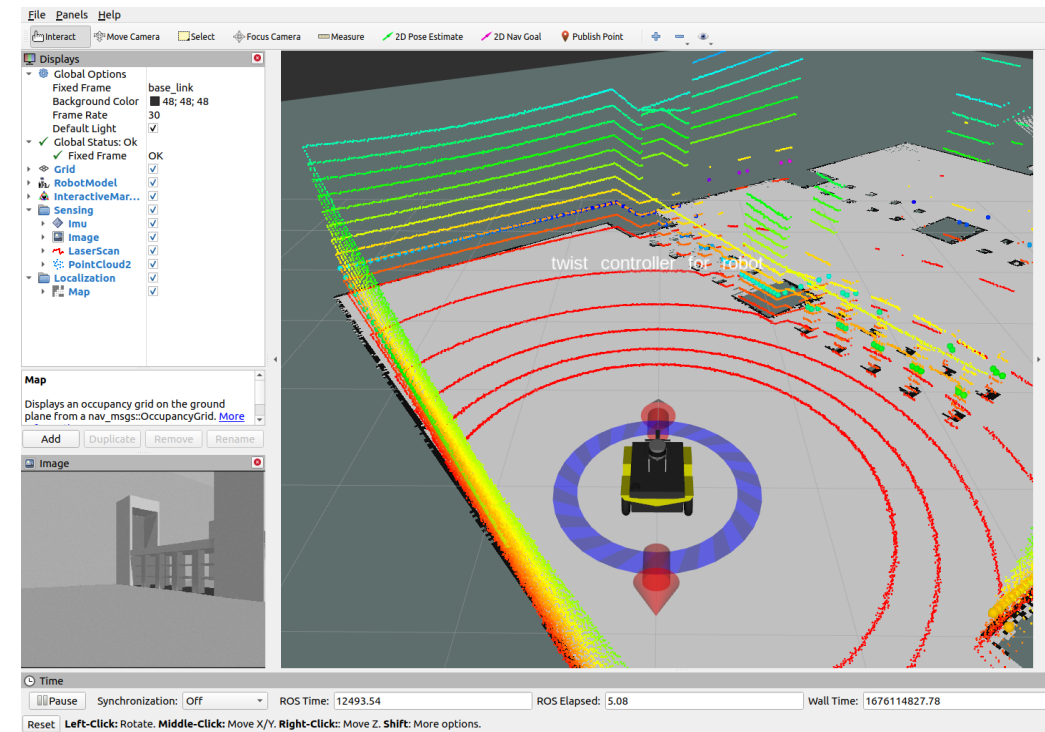 File Panels Help
Interact Move Camera Select Focus Camera Measure 2D Pose Estimate 2D Nav Goal Publish Point
Displays
Global Options
Fixed Frame base_link
Background Color 48; 48; 48
Frame Rate 30
Default Light
Global Status: Ok
Fixed Frame OK
Grid
RobotModel
InteractiveMar...
Sensing
Imu
Image
LaserScan
PointCloud2
Localization
Map
Map
Displays an occupancy grid on the ground
plane from a nav_msgs::OccupancyGrid. More
Add Duplicate Remove Rename
Image
twist controller for robot
Time
Pause Synchronization: Off ROS Time: 12493.54 ROS Elapsed: 5.08 Wall Time: 1676114827.78
Reset Left-Click: Rotate. Middle-Click: Move X/Y. Right-Click:: Move Z. Shift: More options.